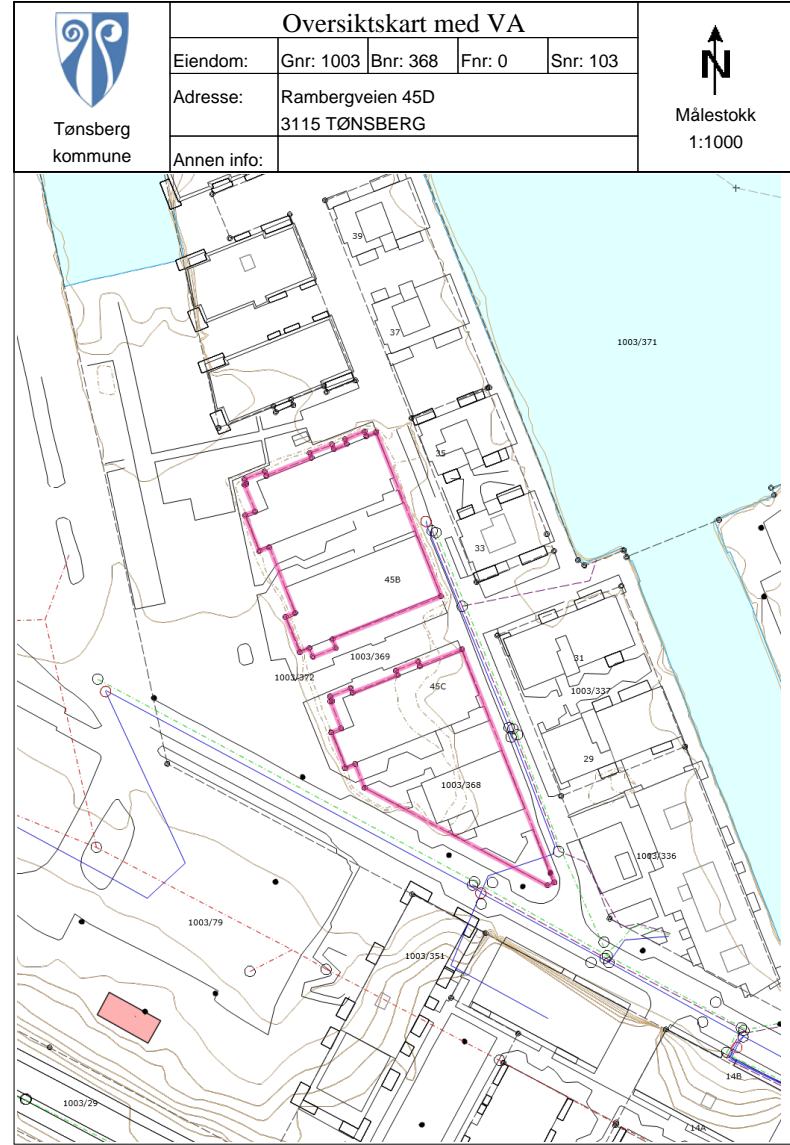 Oversiktskart med VA
Eiendom: Gnr: 1003 Bnr: 368 Fnr: 0 Snr: 103
Adresse: Rambergveien 45D
3115 TØNSBERG
Annen info:
Tønsberg
kommune
N
Målestokk
1:1000
39
37
1003/371
35
33
45B
31
1003/369
1003/372
45C
1003/337
29
1003/368
1003/336
1003/79
1003/351
14B
1003/29
14A